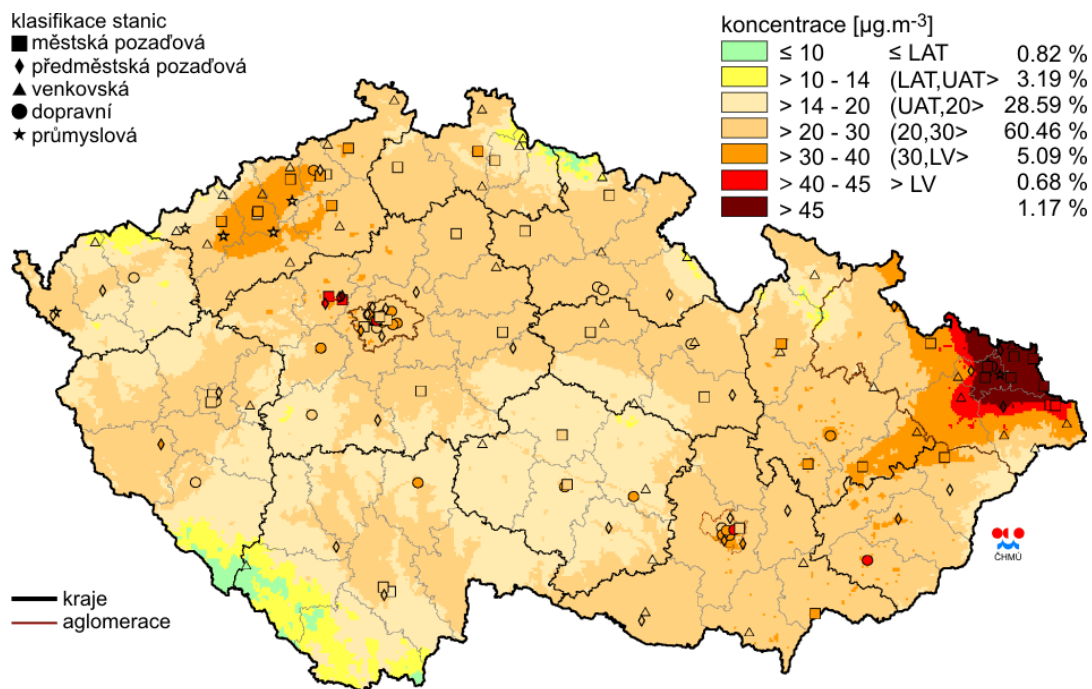 klasifikace stanic
městská pozaďová
předměstská pozaďová
venkovská
dopravní
průmyslová
koncentrace [µg.m-3]
≤ 10 ≤ LAT 0.82 %
> 10 - 14 (LAT,UAT> 3.19 %
> 14 - 20 (UAT,20> 28.59 %
> 20 - 30 (20,30> 60.46 %
> 30 - 40 (30,LV> 5.09 %
> 40 - 45 > LV 0.68 %
> 45 1.17 %
ČHMÚ
kraje
aglomerace